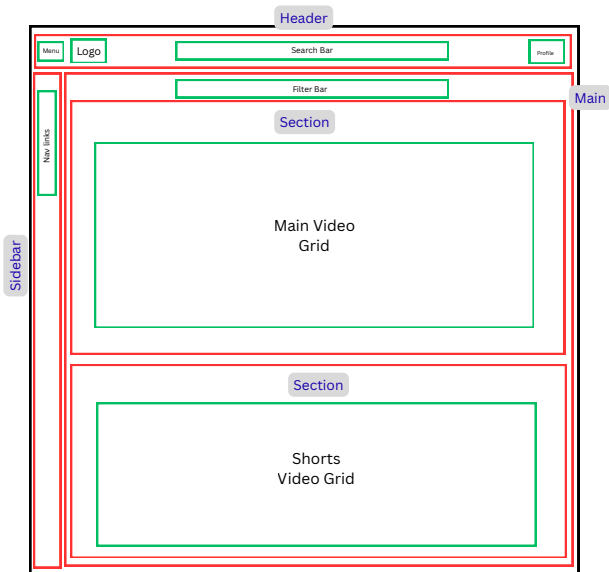 Header
Menu
Logo
Search Bar
Profile
Filter Bar
Main
Section
Nav links
Main Video
Grid
Sidebar
Section
Shorts
Video Grid